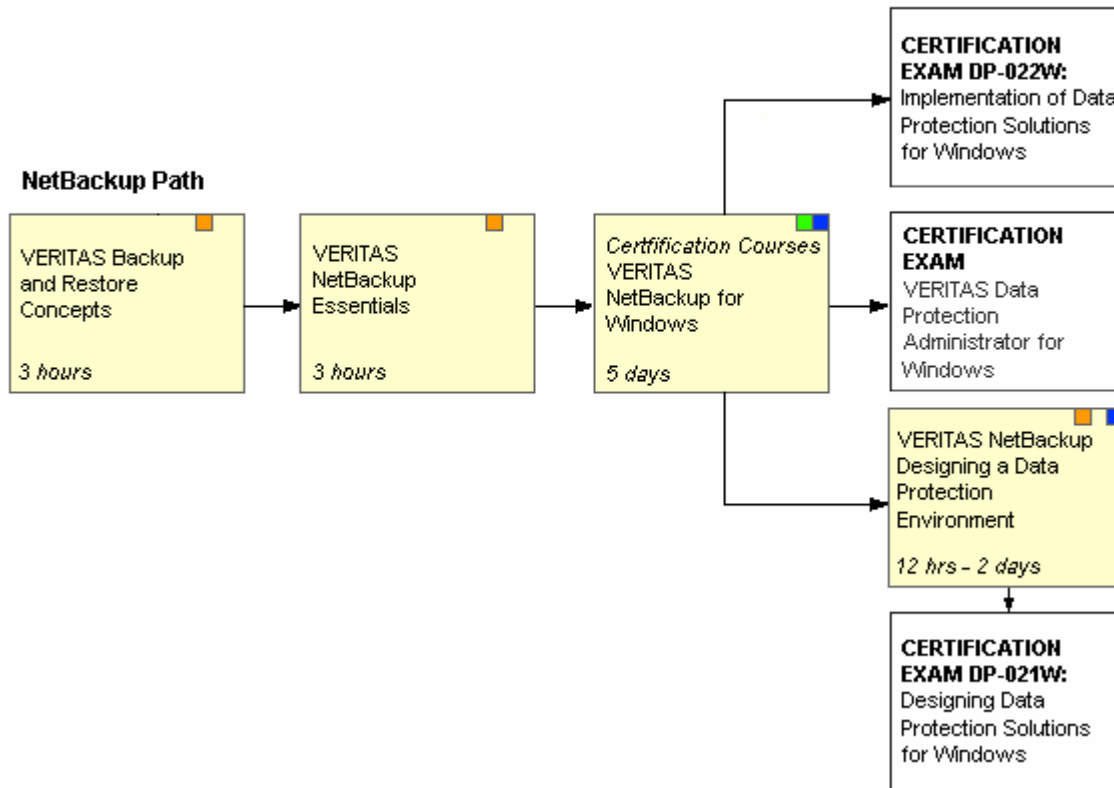 NetBackup Path
VERITAS Backup
and Restore
Concepts
3 hours
VERITAS
NetBackup
Essentials
3 hours
Certfification Courses
VERITAS
NetBackup for
Windows
5 days
CERTIFICATION
EXAM DP-022W:
Implementation of Data
Protection Solutions
for Windows
CERTIFICATION
EXAM
VERITAS Data
Protection
Administrator for
Windows
VERITAS NetBackup
Designing a Data
Protection
Environment
12 hrs - 2 days
CERTIFICATION
EXAM DP-021W:
Designing Data
Protection Solutions
for Windows